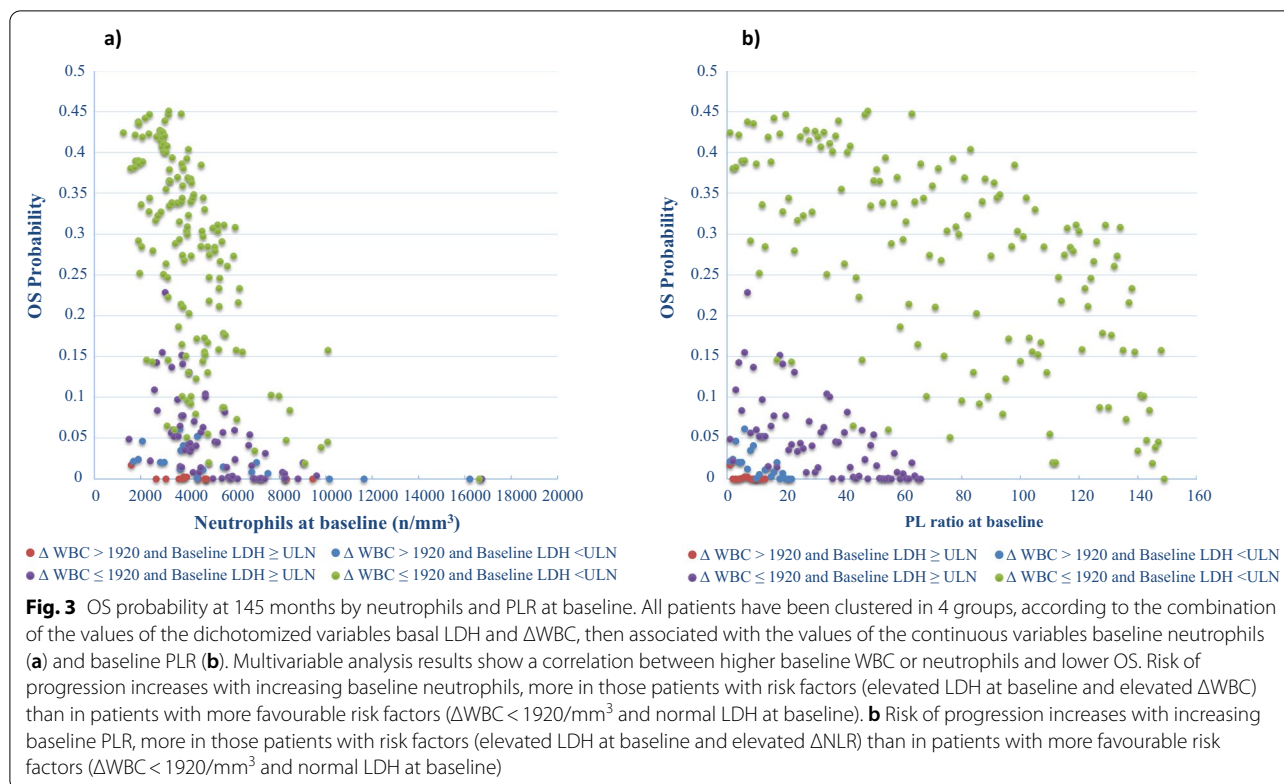 a)
0.5
0.45
0.4
0.35
0.3
0.25
0.2
0.15
0.1
0.05
0
OS Probability
0 2000 4000 6000 8000 10000 12000 14000 16000 18000 20000
Neutrophils at baseline (n/mm³)
Δ WBC > 1920 and Baseline LDH ≥ ULN Δ WBC > 1920 and Baseline LDH <ULN
Δ WBC ≤ 1920 and Baseline LDH ≥ ULN Δ WBC ≤ 1920 and Baseline LDH <ULN
b)
0.5
0.45
0.4
0.35
0.3
0.25
0.2
0.15
0.1
0.05
0
OS Probability
0 20 40 60 80 100 120 140 160
PL ratio at baseline
Δ WBC > 1920 and Baseline LDH ≥ ULN Δ WBC > 1920 and Baseline LDH <ULN
Δ WBC ≤ 1920 and Baseline LDH ≥ ULN Δ WBC ≤ 1920 and Baseline LDH <ULN
Fig. 3 OS probability at 145 months by neutrophils and PLR at baseline. All patients have been clustered in 4 groups, according to the combination
of the values of the dichotomized variables basal LDH and ΔWBC, then associated with the values of the continuous variables baseline neutrophils
(a) and baseline PLR (b). Multivariable analysis results show a correlation between higher baseline WBC or neutrophils and lower OS. Risk of
progression increases with increasing baseline neutrophils, more in those patients with risk factors (elevated LDH at baseline and elevated ΔWBC)
than in patients with more favourable risk factors (ΔWBC < 1920/mm³ and normal LDH at baseline). b Risk of progression increases with increasing
baseline PLR, more in those patients with risk factors (elevated LDH at baseline and elevated ΔNLR) than in patients with more favourable risk
factors (ΔWBC < 1920/mm³ and normal LDH at baseline)